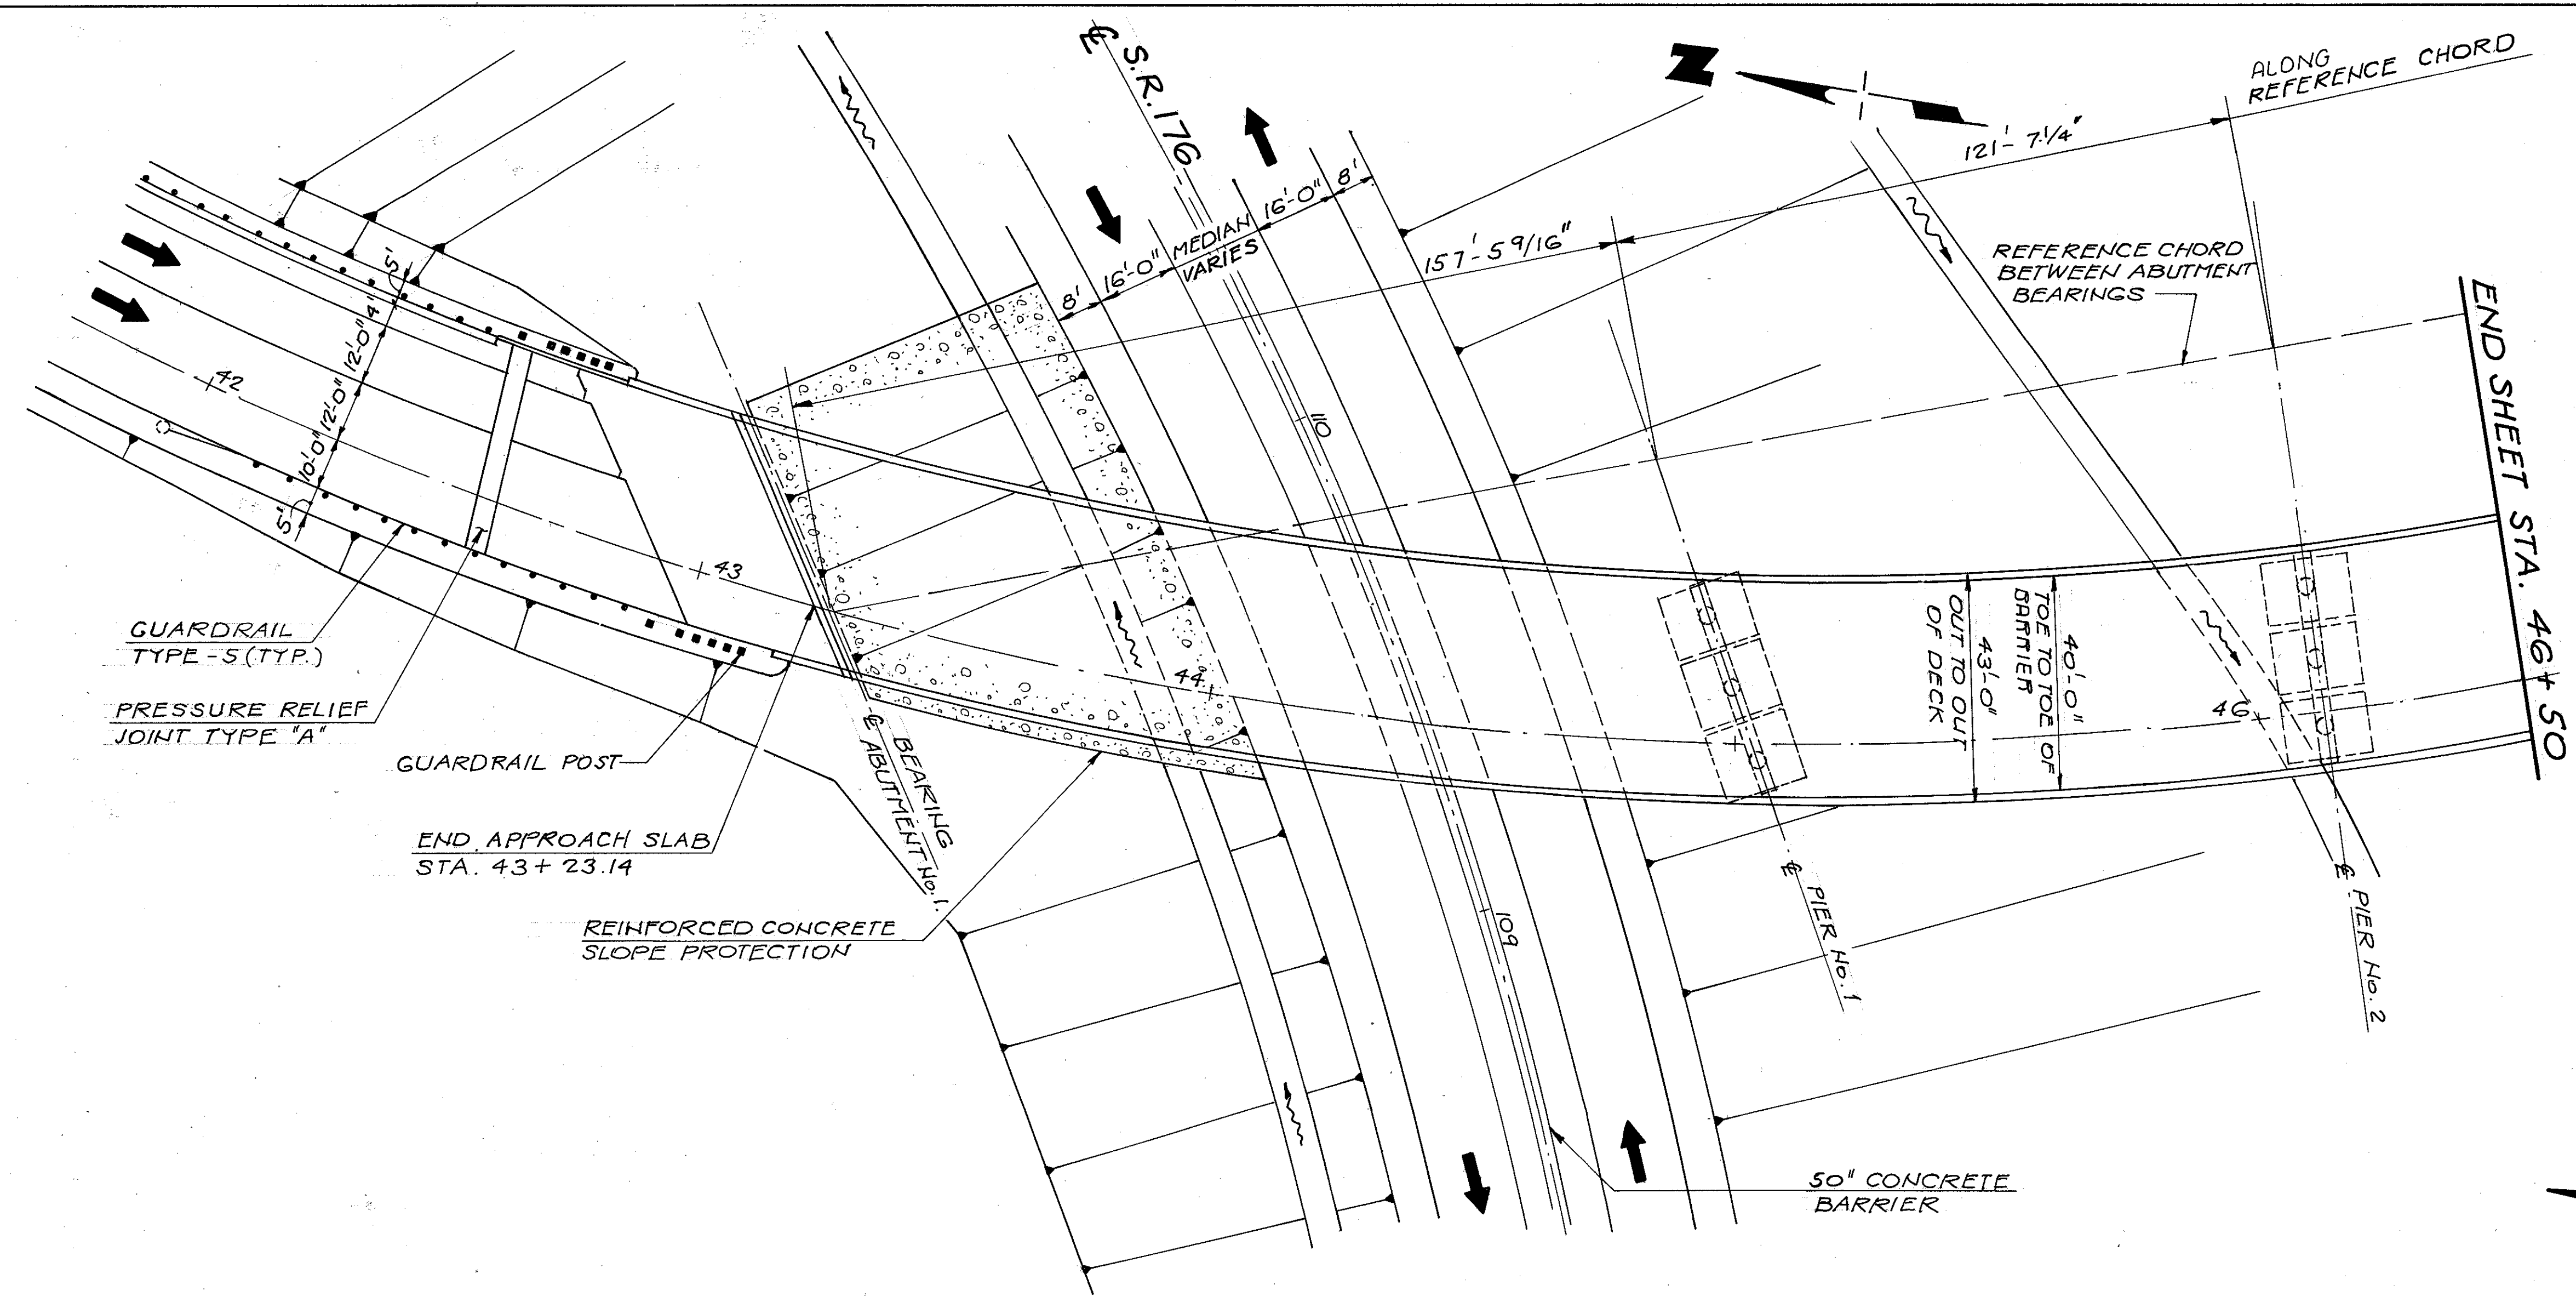 ℄ S.R. 176
N
ALONG
REFERENCE CHORD
121'-7 1/4"
157'-5 9/16"
8'
16'-0"
MEDIAN
VARIES
16'-0"
8'
REFERENCE CHORD
BETWEEN ABUTMENT
BEARINGS
END SHEET STA. 46+50
5'
4'
12'-0"
12'-0"
10'-0"
5'
42
43
44
46
110
109
GUARDRAIL
TYPE-5 (TYP.)
PRESSURE RELIEF
JOINT TYPE "A"
GUARDRAIL POST
END APPROACH SLAB
STA. 43+23.14
REINFORCED CONCRETE
SLOPE PROTECTION
℄ BEARING
ABUTMENT No. 1.
40'-0"
TOE TO TOE OF
BARRIER
43'-0"
OUT TO OUT
OF DECK
℄ PIER No. 1
℄ PIER No. 2
50" CONCRETE
BARRIER